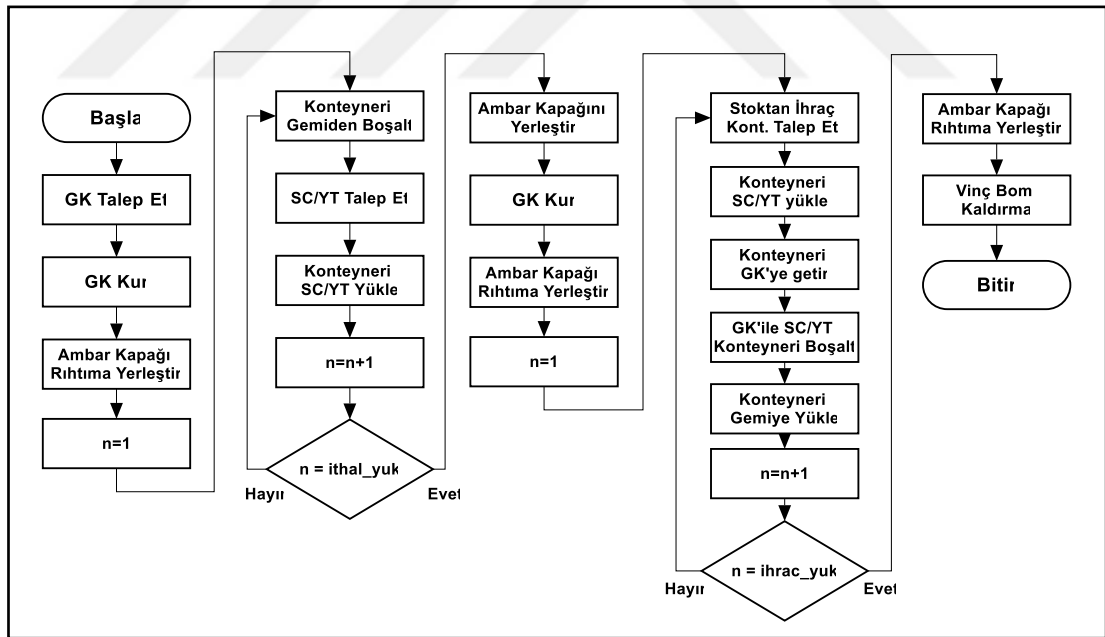 Başla
GK Talep Et
GK Kur
Ambar Kapağı
Rıhtıma Yerleştir
n=1
Konteyneri
Gemiden Boşalt
SC/YT Talep Et
Konteyneri
SC/YT Yükle
n=n+1
n = ithal_yuk
Hayır
Evet
Ambar Kapağını
Yerleştir
GK Kur
Ambar Kapağı
Rıhtıma Yerleştir
n=1
Stoktan İhraç
Kont. Talep Et
Konteyneri
SC/YT yükle
Konteyneri
GK'ye getir
GK'ile SC/YT
Konteyneri Boşalt
Konteyneri
Gemiye Yükle
n=n+1
n = ihrac_yuk
Hayır
Evet
Ambar Kapağı
Rıhtıma Yerleştir
Vinç Bom
Kaldırma
Bitir